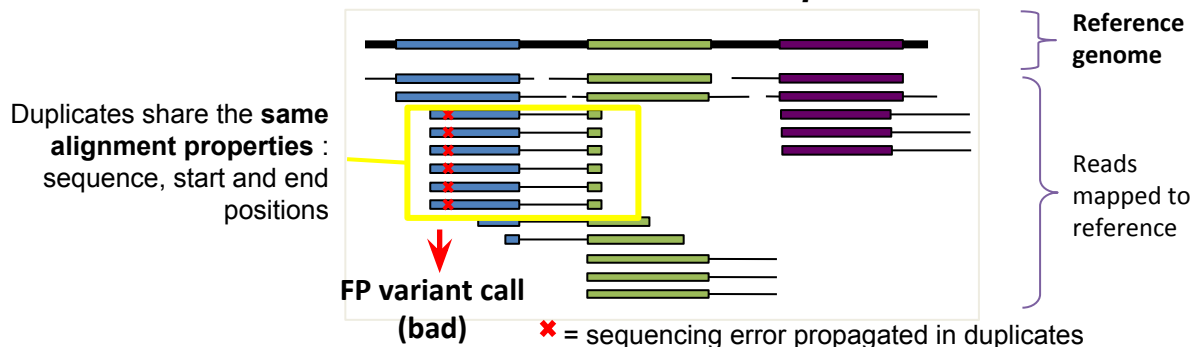 Reference
genome
Duplicates share the same
alignment properties :
sequence, start and end
positions
Reads
mapped to
reference
FP variant call
(bad)
✖ = sequencing error propagated in duplicates